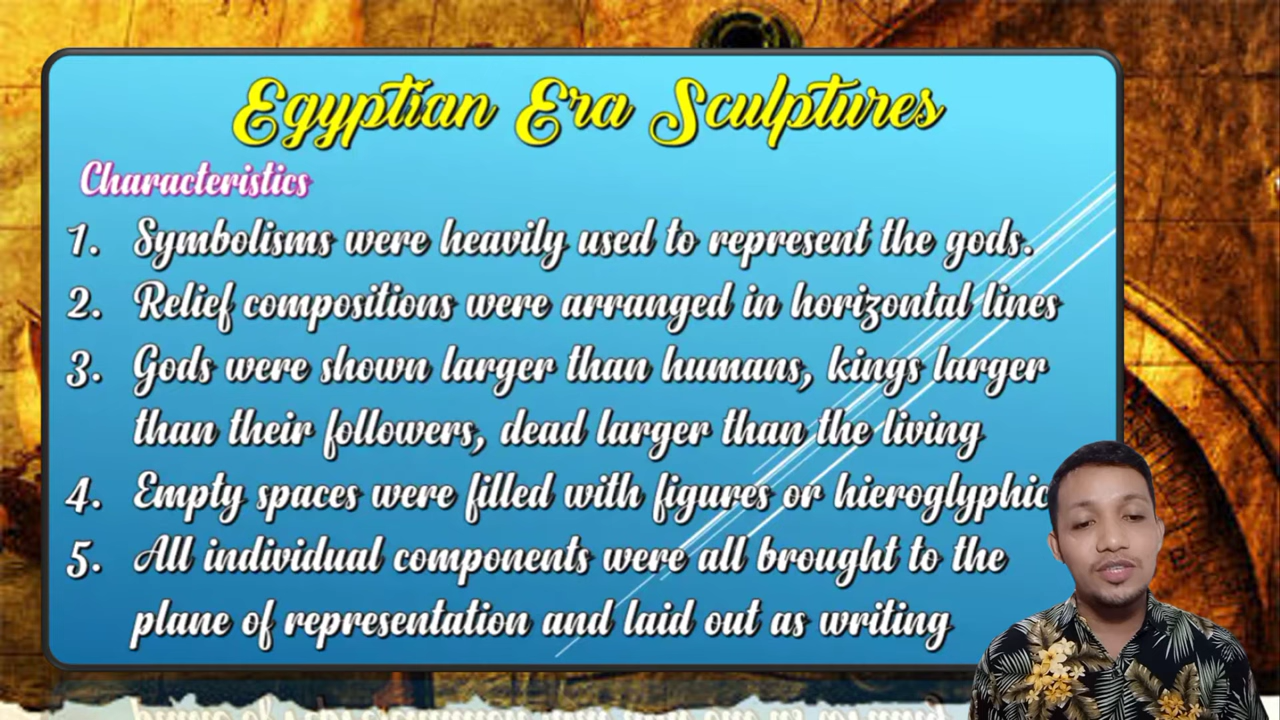 Egyptian Era Sculptures
Characteristics
1. Symbolisms were heavily used to represent the gods.
2. Relief compositions were arranged in horizontal lines
3. Gods were shown larger than humans, kings larger
than their followers, dead larger than the living
4. Empty spaces were filled with figures or hieroglyphic
5. All individual components were all brought to the
plane of representation and laid out as writing